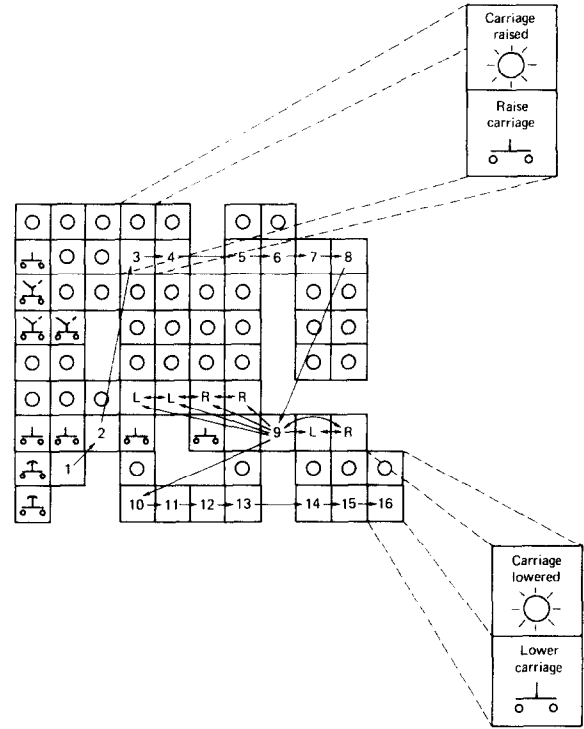 Carriage
raised
Raise
carriage
3 4 5 6 7 8
L L R R
2 9 L R
1
10 11 12 13 14 15 16
Carriage
lowered
Lower
carriage